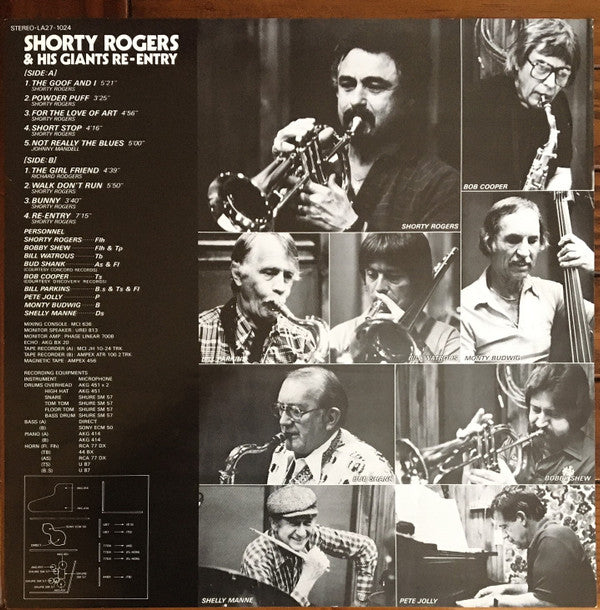 STEREO-LA27-1024
SHORTY ROGERS
& HIS GIANTS RE-ENTRY
[SIDE: A]
1. THE GOOF AND I 5'21"
SHORTY ROGERS
2. POWDER PUFF 3'25"
SHORTY ROGERS
3. FOR THE LOVE OF ART 4'56"
SHORTY ROGERS
4. SHORT STOP 4'16"
SHORTY ROGERS
5. NOT REALLY THE BLUES 5'00"
JOHNNY MANDELL
[SIDE: B]
1. THE GIRL FRIEND 4'39"
RICHARD RODGERS
2. WALK DON'T RUN 5'50"
SHORTY ROGERS
3. BUNNY 3'40"
SHORTY ROGERS
4. RE-ENTRY 7'15"
SHORTY ROGERS
PERSONNEL
SHORTY ROGERS Flh
BOBBY SHEW Flh & Tp
BILL WATROUS Tb
BUD SHANK As & Fl
(COURTESY CONCORD RECORDS)
BOB COOPER Ts
(COURTESY DISCOVERY RECORDS)
BILL PARKINS B.s & Ts & Fl
PETE JOLLY P
MONTY BUDWIG B
SHELLY MANNE Ds
MIXING CONSOLE: MCI 636
MONITOR SPEAKER: UREI 813
MONITOR AMP: PHASE LINEAR 700B
ECHO: AKG BX 20
TAPE RECORDER (A): MCI JH 10-24 TRK
TAPE RECORDER (B): AMPEX ATR 100 2 TRK
MAGNETIC TAPE: AMPEX 456
RECORDING EQUIPMENTS
INSTRUMENT MICROPHONE
DRUMS OVERHEAD AKG 451 x 2
HIGH HAT AKG 451
SNARE SHURE SM 57
TOM TOM SHURE SM 57
FLOOR TOM SHURE SM 57
BASS DRUM SHURE SM 57
BASS (A) DIRECT
(B) SONY ECM 50
PIANO (A) AKG 414
(B) AKG 414
HORN (Fl. Flh) RCA 77 DX
(TB) 44 BX
(AS) RCA 77 DX
(TS) U 87
(B.S) U 87
SHORTY ROGERS
BOB COOPER
BILL PARKINS
BILL WATROUS
MONTY BUDWIG
BUD SHANK
BOBBY SHEW
SHELLY MANNE
PETE JOLLY